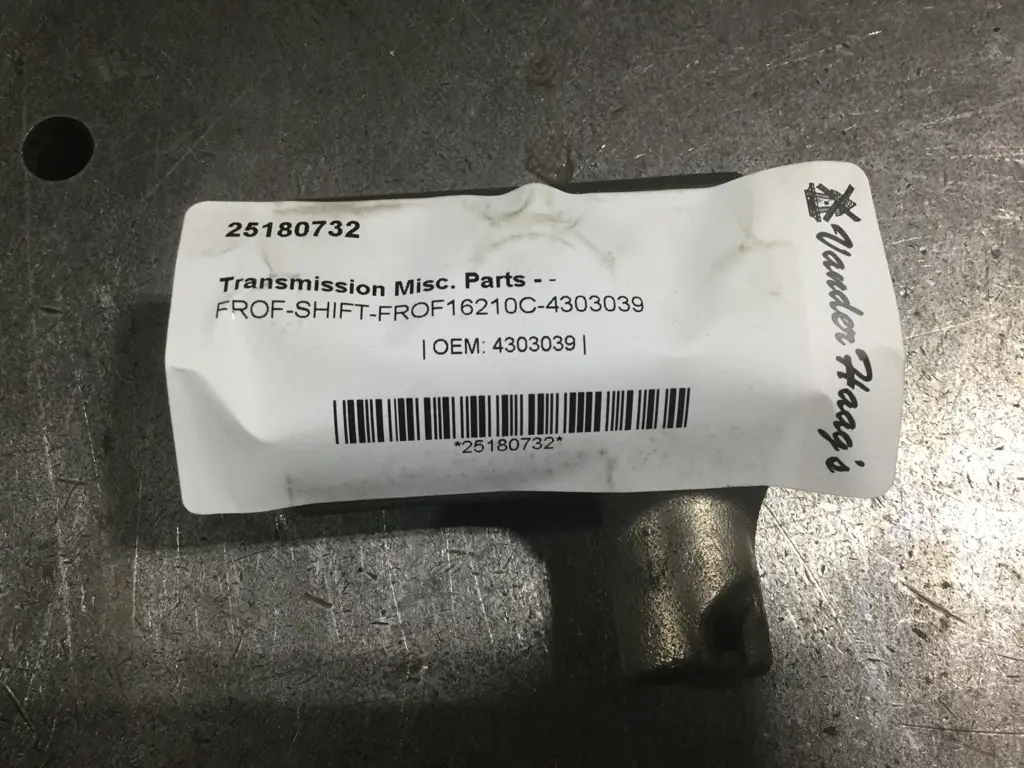 25180732
Transmission Misc. Parts - -
FROF-SHIFT-FROF16210C-4303039
| OEM: 4303039 |
*25180732*
Vander Haag's